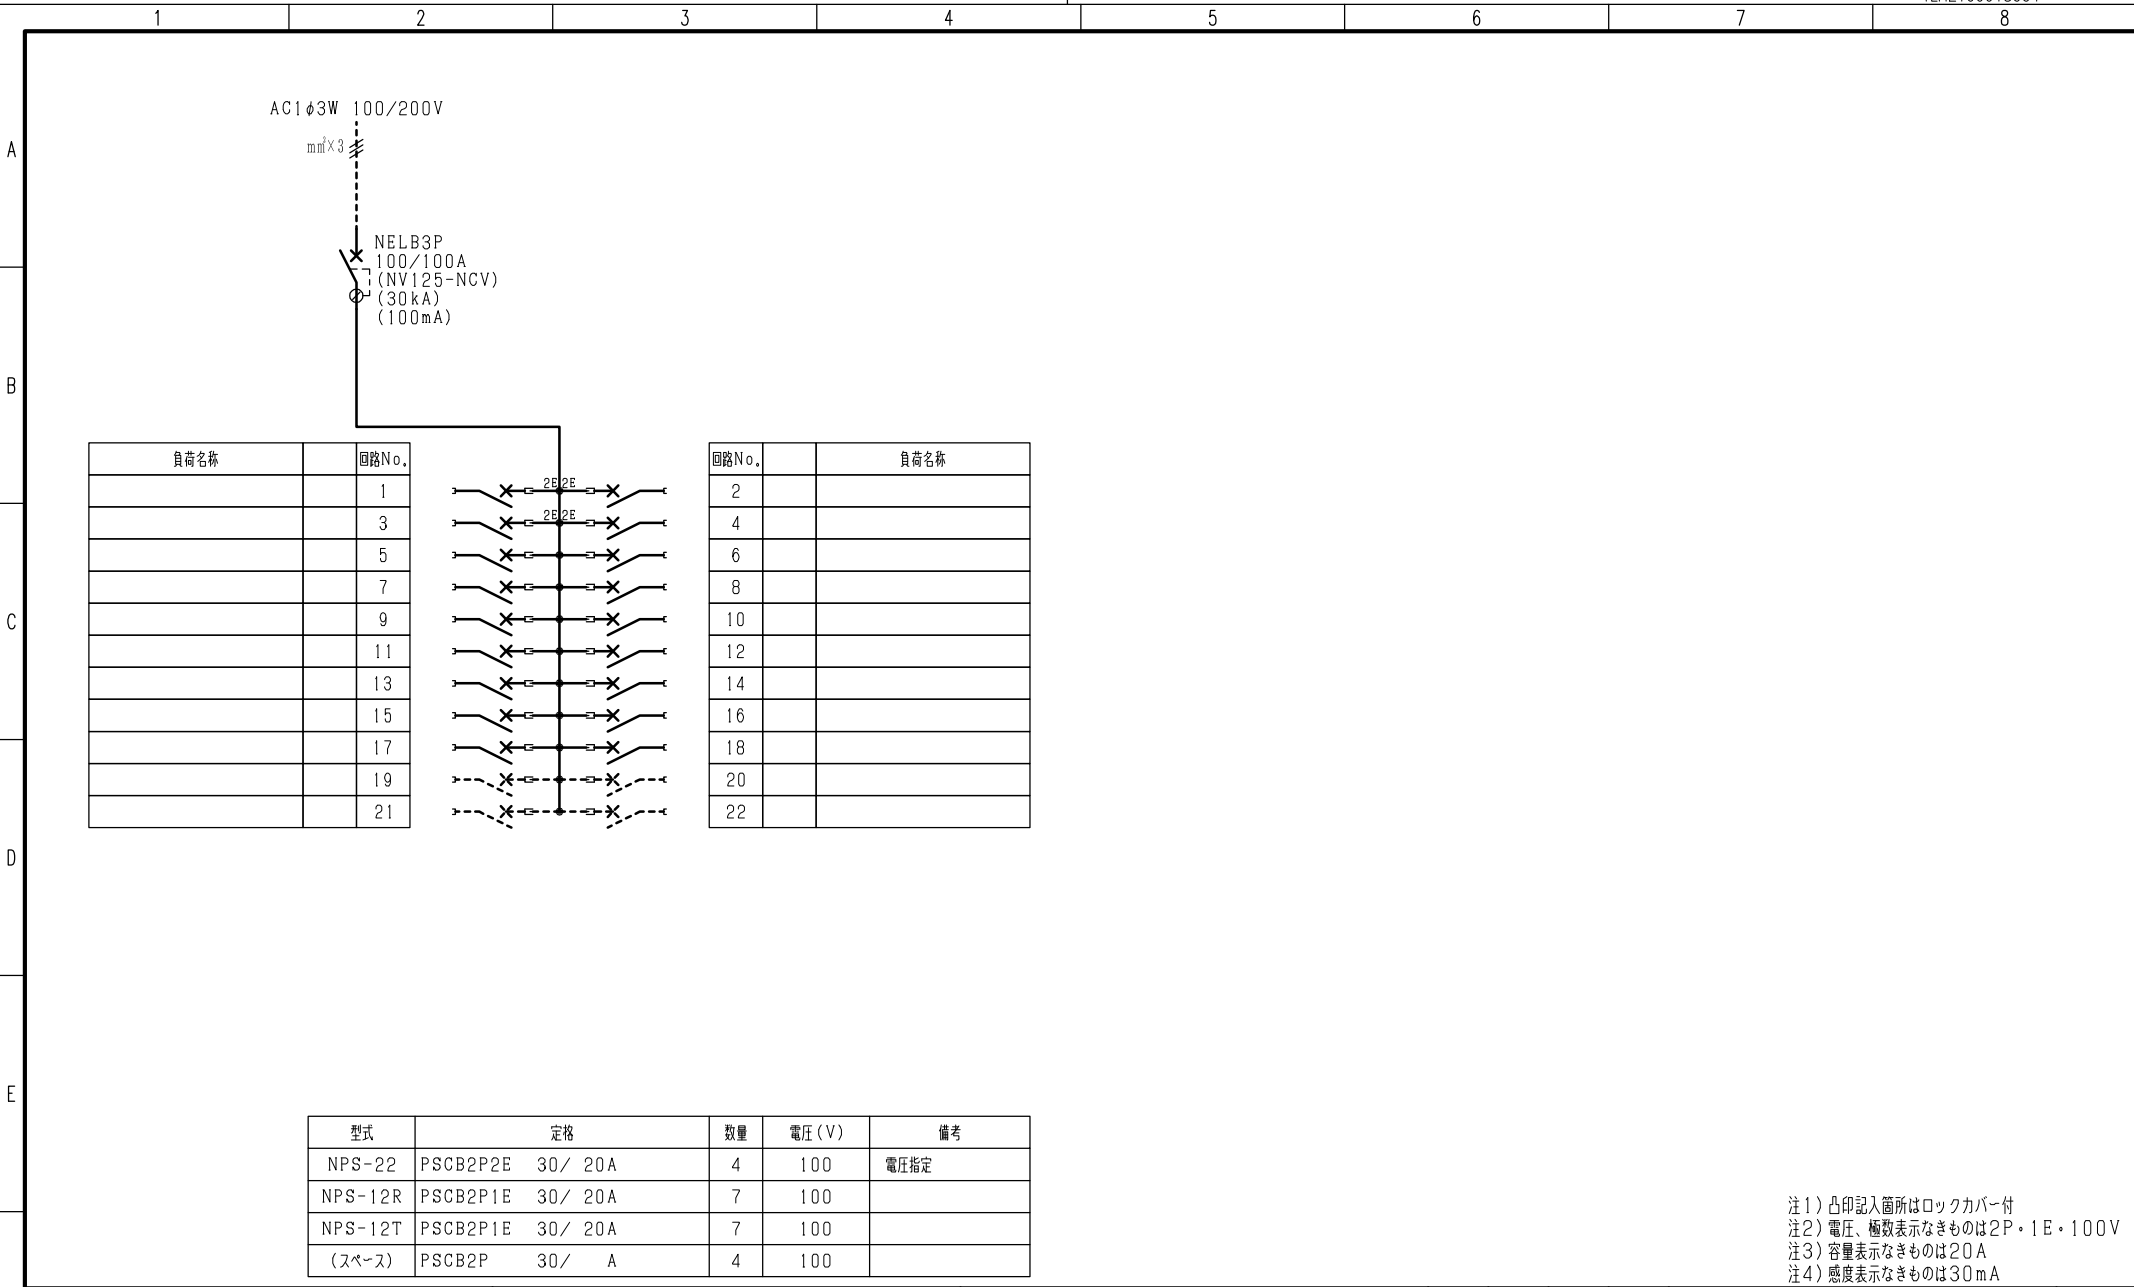 1 2 3 4 5 6 7 8
A
B
C
D
E
AC1φ3W 100/200V
mm²×3
NELB3P
100/100A
(NV125-NCV)
(30kA)
(100mA)
負荷名称 回路No. 回路No. 負荷名称
1 2E 2E 2
3 2E 2E 4
5 6
7 8
9 10
11 12
13 14
15 16
17 18
19 20
21 22
型式 定格 数量 電圧(V) 備考
NPS-22 PSCB2P2E 30/ 20A 4 100 電圧指定
NPS-12R PSCB2P1E 30/ 20A 7 100
NPS-12T PSCB2P1E 30/ 20A 7 100
(スペース) PSCB2P 30/ A 4 100
注1)凸印記入箇所はロックカバー付
注2)電圧、極数表示なきものは2P・1E・100V
注3)容量表示なきものは20A
注4)感度表示なきものは30mA